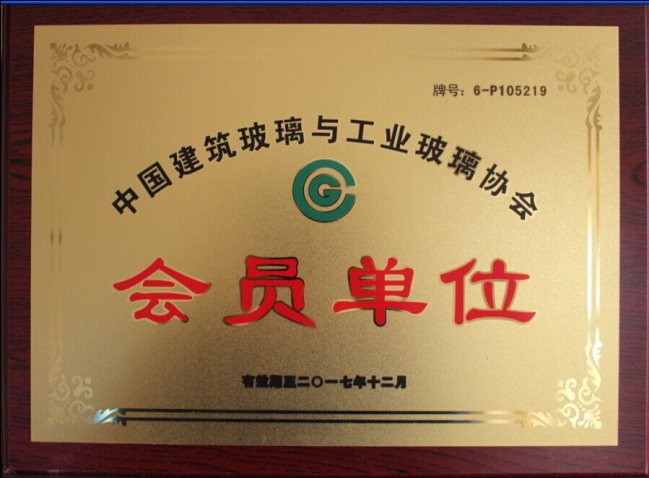 牌号：6-P105219
中国建筑玻璃与工业玻璃协会
CG
会员单位
有效期至二〇一七年十二月